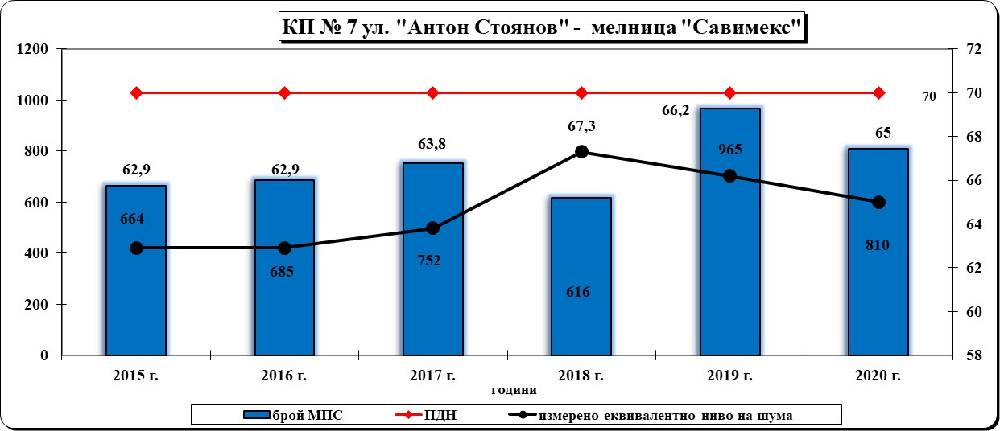 КП № 7 ул. "Антон Стоянов" - мелница "Савимекс"
1200 72
1000 70 70
66,2
67,3
63,8 65
800 68
62,9 62,9 965
600 66
664
810
400 64
685 752
616
62
200 60
0 58
2015 г. 2016 г. 2017 г. 2018 г. 2019 г. 2020 г.
години
брой МПС ПДН измерено еквивалентно ниво на шума